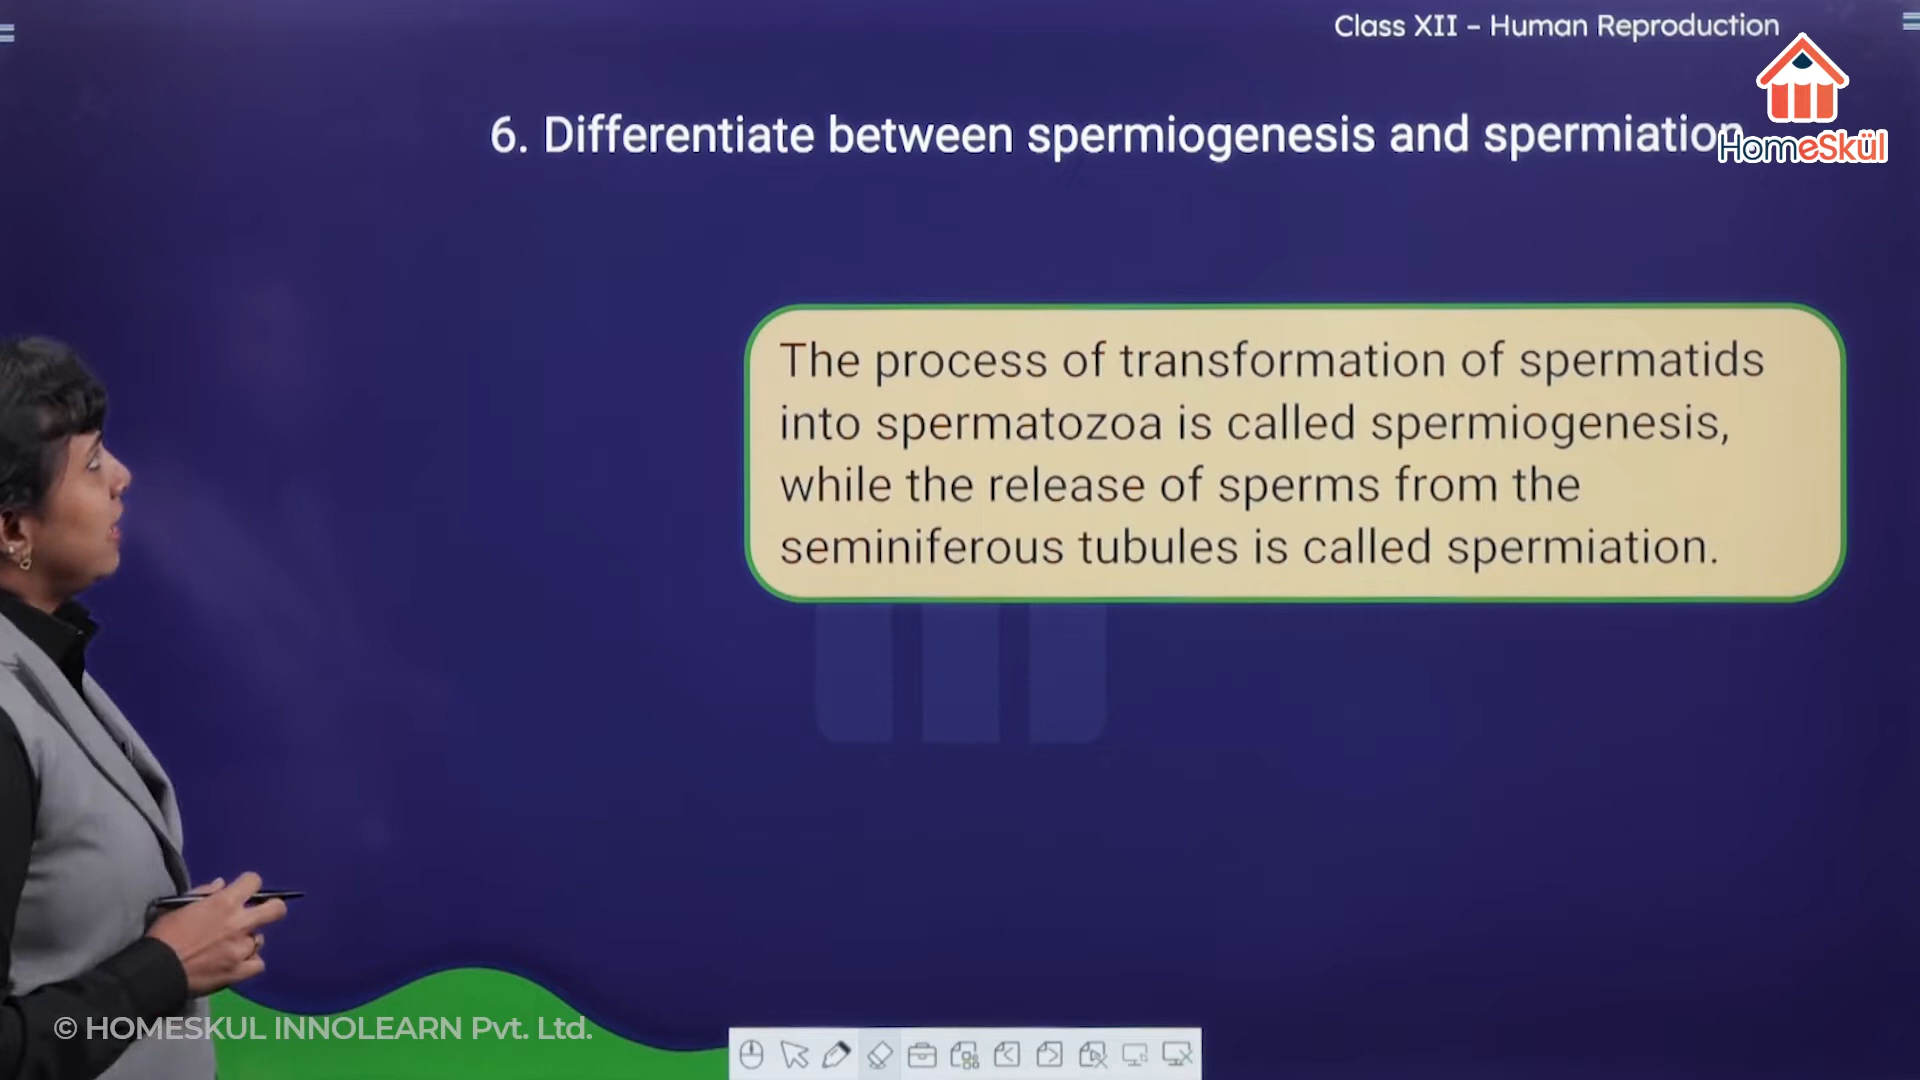 Class XII – Human Reproduction
6. Differentiate between spermiogenesis and spermiation
HomeSkül
The process of transformation of spermatids
into spermatozoa is called spermiogenesis,
while the release of sperms from the
seminiferous tubules is called spermiation.
© HOMESKUL INNOLEARN Pvt. Ltd.